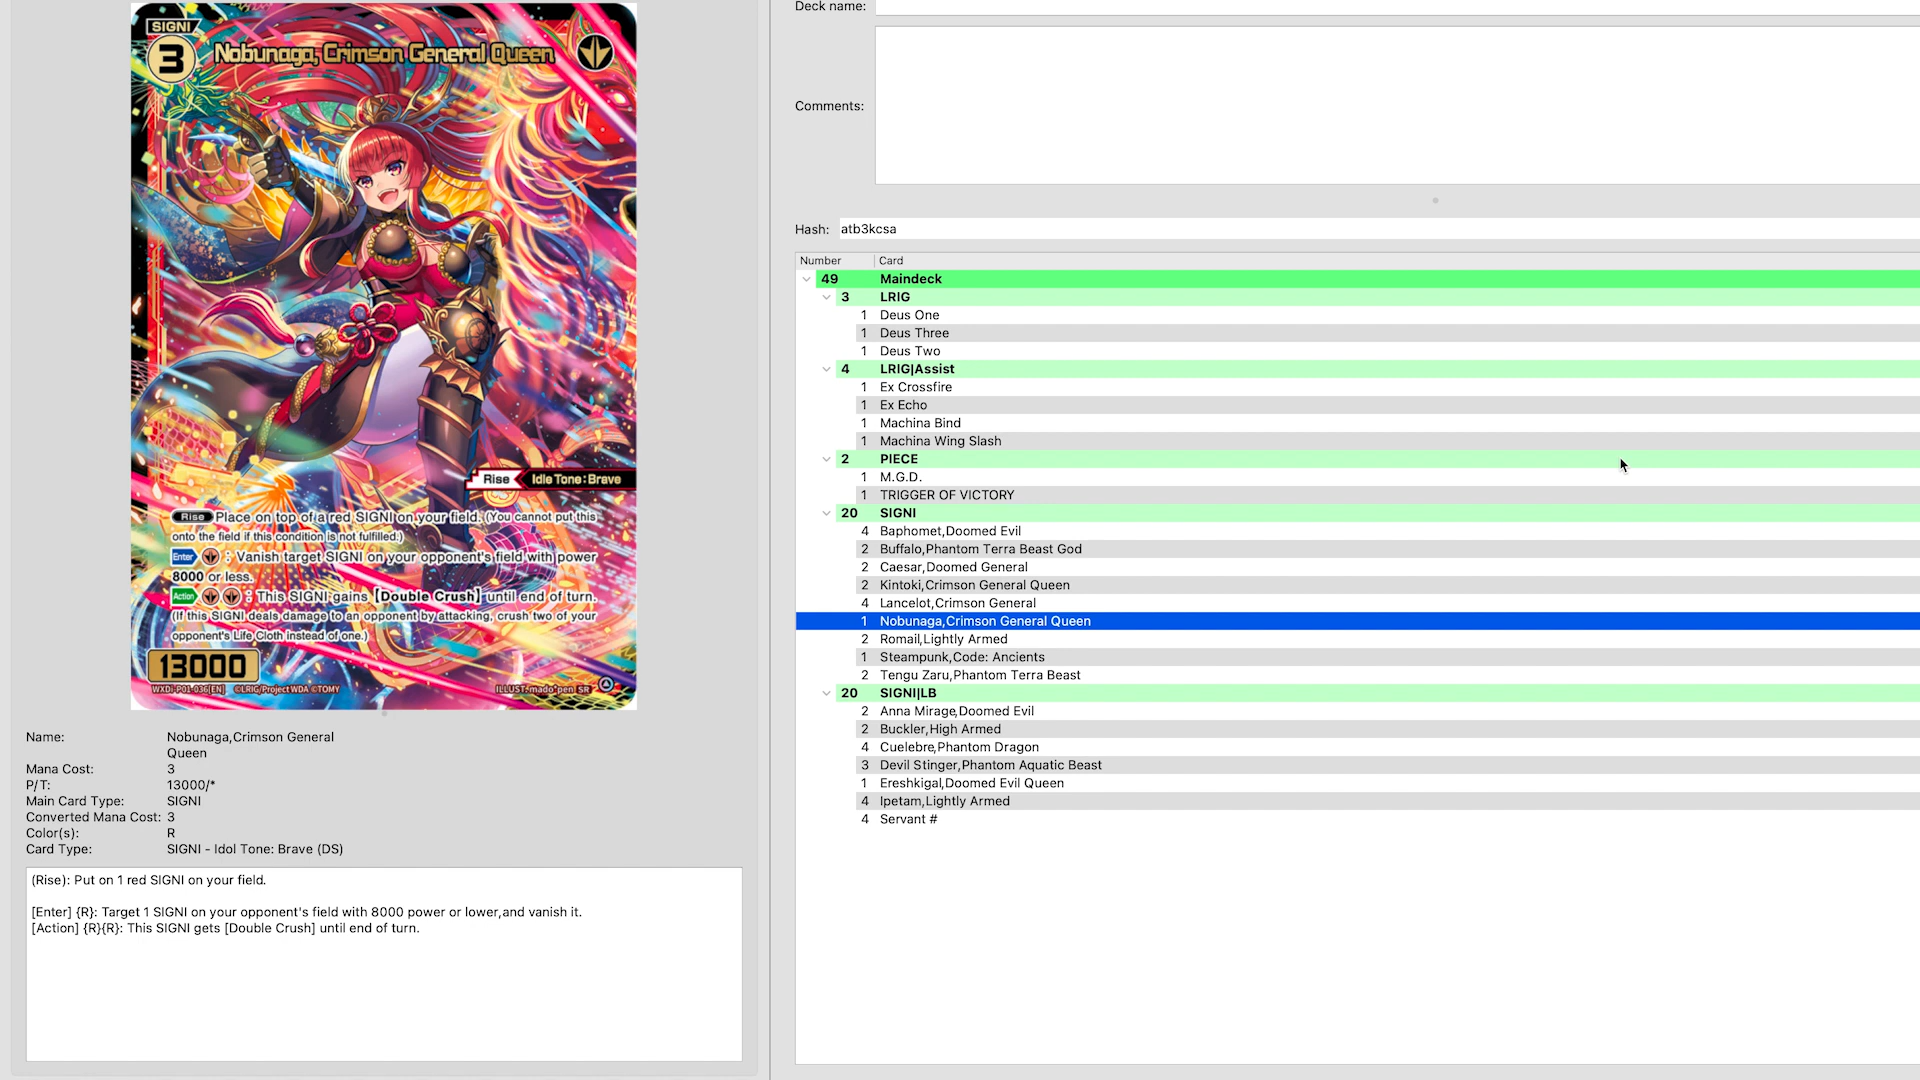 SIGNI
3 Nobunaga, Crimson General Queen
Rise Idle Tone:Brave
Rise Place on top of a red SIGNI on your field. (You cannot put this
onto the field if this condition is not fulfilled.)
Enter : Vanish target SIGNI on your opponent's field with power
8000 or less.
Action : This SIGNI gains [Double Crush] until end of turn.
(If this SIGNI deals damage to an opponent by attacking, crush two of your
opponent's Life Cloth instead of one.)
13000
WXDi-P01-036[EN] ©LRIG/Project WDA ©TOMY ILLUST.mado*pen SR
Name: Nobunaga,Crimson General
Queen
Mana Cost: 3
P/T: 13000/*
Main Card Type: SIGNI
Converted Mana Cost: 3
Color(s): R
Card Type: SIGNI - Idol Tone: Brave (DS)
(Rise): Put on 1 red SIGNI on your field.
[Enter] {R}: Target 1 SIGNI on your opponent's field with 8000 power or lower,and vanish it.
[Action] {R}{R}: This SIGNI gets [Double Crush] until end of turn.
Deck name:
Comments:
Hash: atb3kcsa
Number Card
49 Maindeck
3 LRIG
1 Deus One
1 Deus Three
1 Deus Two
4 LRIG|Assist
1 Ex Crossfire
1 Ex Echo
1 Machina Bind
1 Machina Wing Slash
2 PIECE
1 M.G.D.
1 TRIGGER OF VICTORY
20 SIGNI
4 Baphomet,Doomed Evil
2 Buffalo,Phantom Terra Beast God
2 Caesar,Doomed General
2 Kintoki,Crimson General Queen
4 Lancelot,Crimson General
1 Nobunaga,Crimson General Queen
2 Romail,Lightly Armed
1 Steampunk,Code: Ancients
2 Tengu Zaru,Phantom Terra Beast
20 SIGNI|LB
2 Anna Mirage,Doomed Evil
2 Buckler,High Armed
4 Cuelebre,Phantom Dragon
3 Devil Stinger,Phantom Aquatic Beast
1 Ereshkigal,Doomed Evil Queen
4 Ipetam,Lightly Armed
4 Servant #